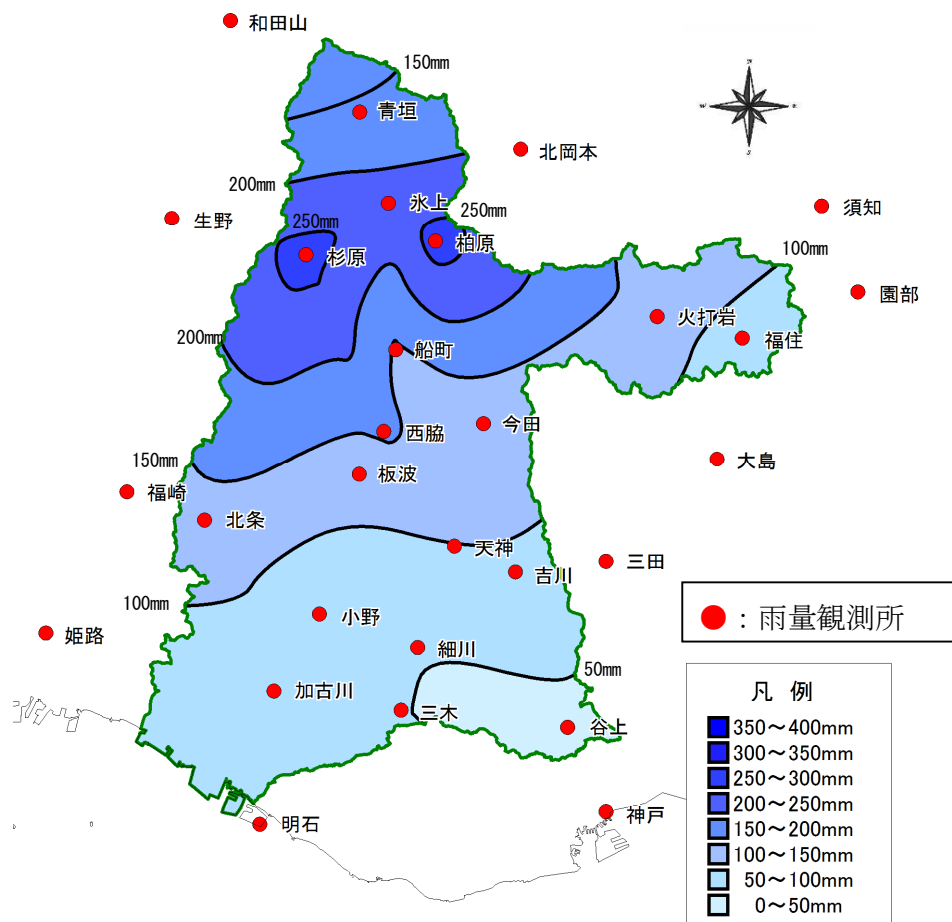 和田山
150mm
青垣
N
W
E
S
北岡本
200mm
氷上
須知
生野
250mm
250mm
杉原
柏原
100mm
園部
火打岩
福住
200mm
船町
今田
西脇
大島
150mm
板波
福崎
北条
天神
三田
吉川
100mm
小野
●：雨量観測所
姫路
細川
50mm
加古川
三木
谷上
凡 例
350～400mm
300～350mm
250～300mm
200～250mm
150～200mm
100～150mm
50～100mm
0～50mm
神戸
明石